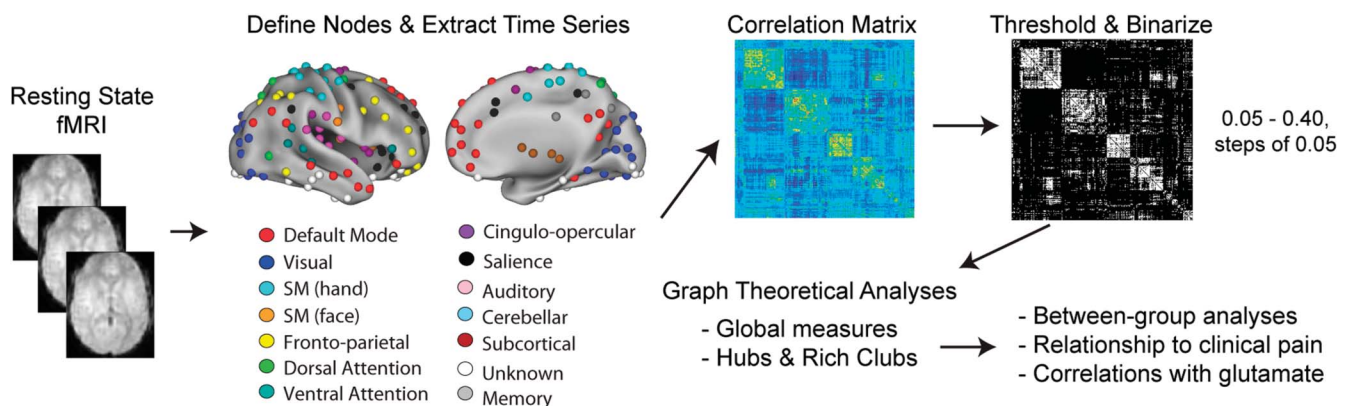 Define Nodes & Extract Time Series
Correlation Matrix
Threshold & Binarize
Resting State
fMRI
0.05 - 0.40,
steps of 0.05
Default Mode
Visual
SM (hand)
SM (face)
Fronto-parietal
Dorsal Attention
Ventral Attention
Cingulo-opercular
Salience
Auditory
Cerebellar
Subcortical
Unknown
Memory
Graph Theoretical Analyses
- Global measures
- Hubs & Rich Clubs
- Between-group analyses
- Relationship to clinical pain
- Correlations with glutamate